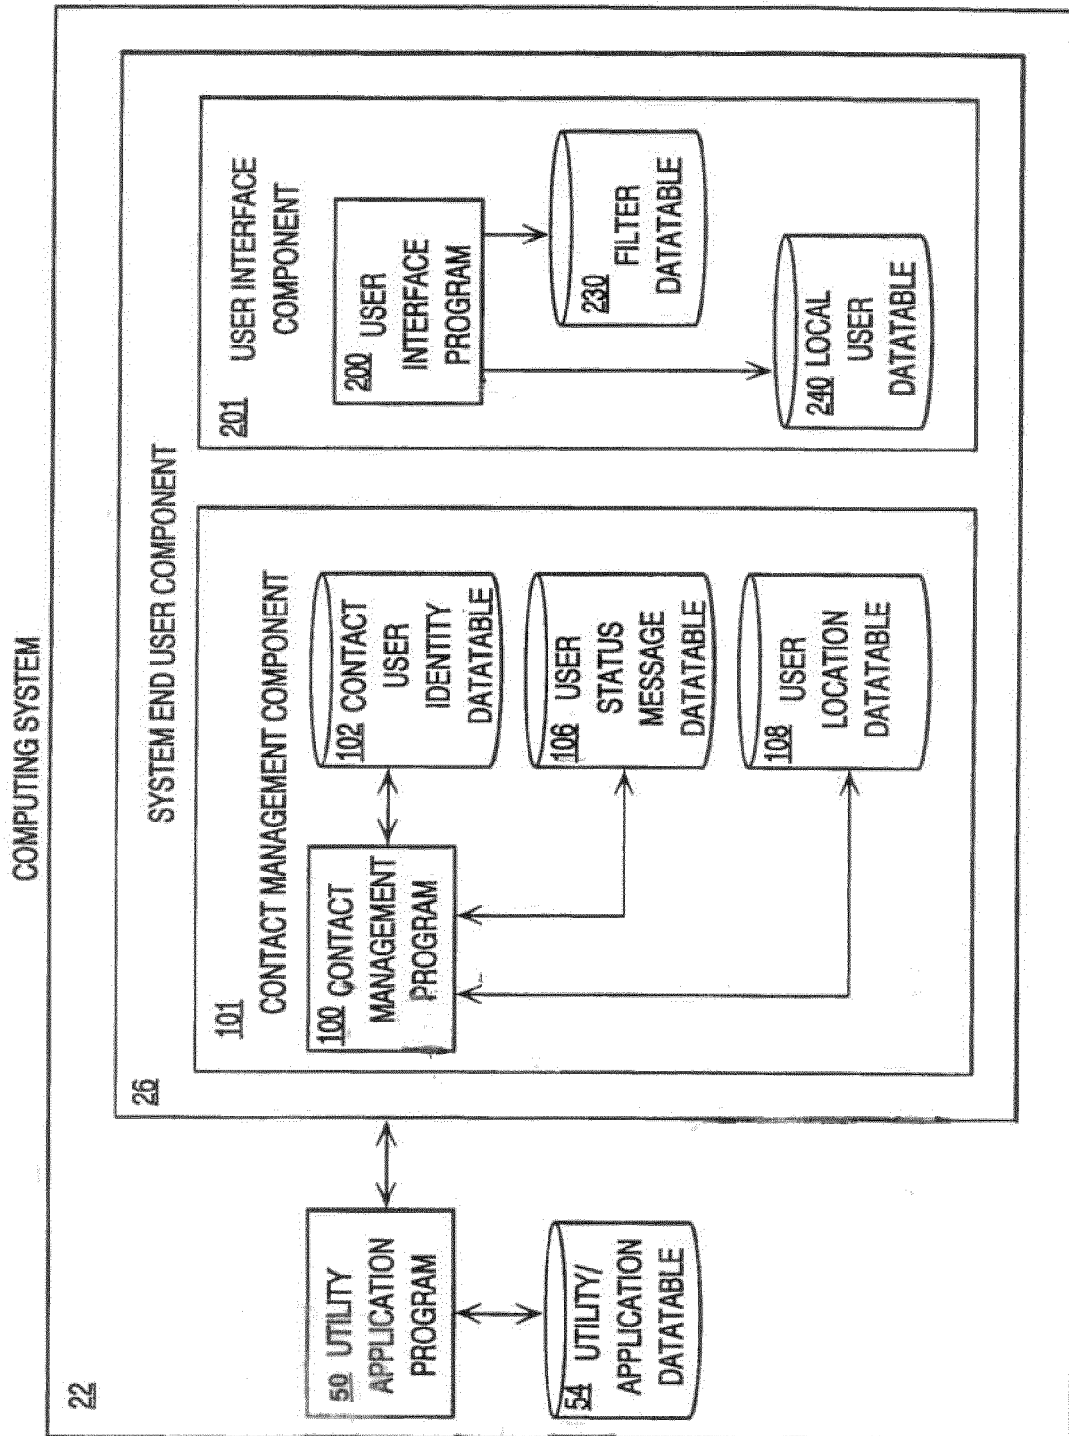 COMPUTING SYSTEM
22
SYSTEM END USER COMPONENT
26
CONTACT MANAGEMENT COMPONENT
101
100 CONTACT
MANAGEMENT
PROGRAM
102 CONTACT
USER
IDENTITY
DATATABLE
106 USER
STATUS
MESSAGE
DATATABLE
108 USER
LOCATION
DATATABLE
201 USER INTERFACE
COMPONENT
200 USER
INTERFACE
PROGRAM
230 FILTER
DATATABLE
240 LOCAL
USER
DATATABLE
50 UTILITY
APPLICATION
PROGRAM
54 UTILITY/
APPLICATION
DATATABLE